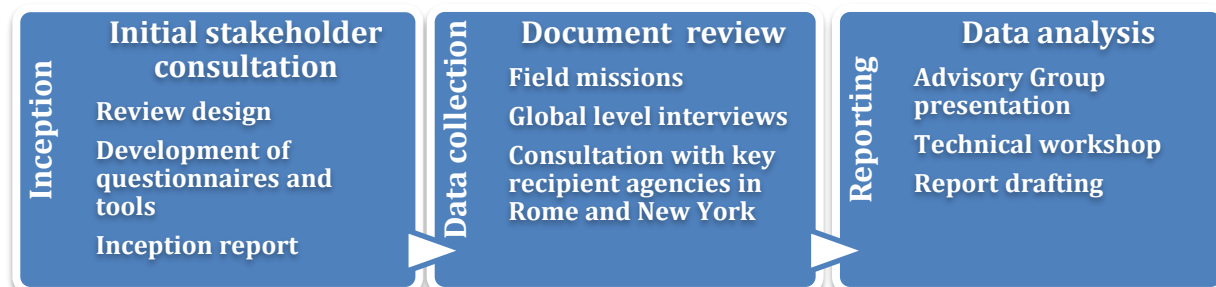 Inception
Initial stakeholder
consultation
Review design
Development of
questionnaires and
tools
Inception report
Data collection
Document review
Field missions
Global level interviews
Consultation with key
recipient agencies in
Rome and New York
Reporting
Data analysis
Advisory Group
presentation
Technical workshop
Report drafting